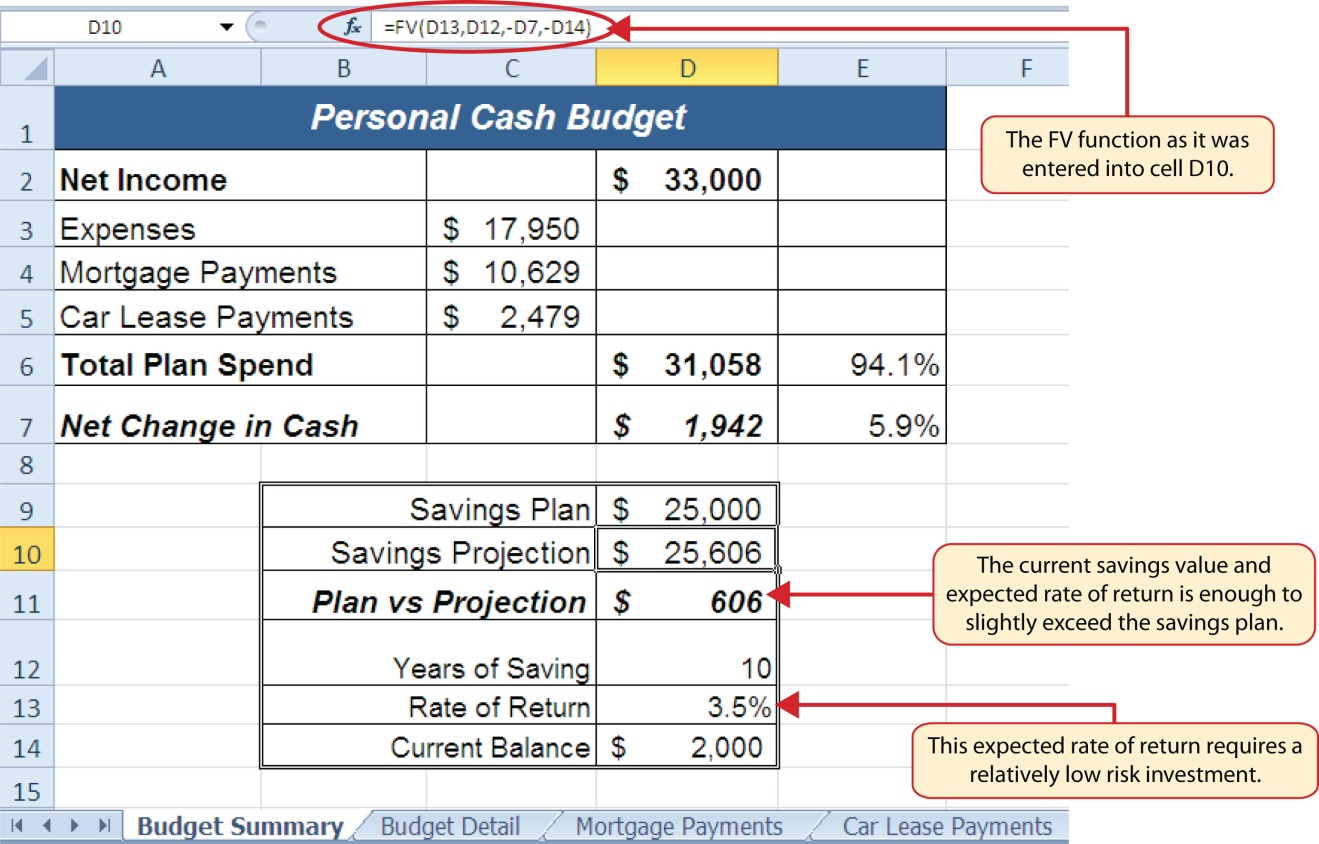 D10 fx =FV(D13,D12,-D7,-D14)
A B C D E F
The FV function as it was
entered into cell D10.
1 Personal Cash Budget
2 Net Income $ 33,000
3 Expenses $ 17,950
4 Mortgage Payments $ 10,629
5 Car Lease Payments $ 2,479
6 Total Plan Spend $ 31,058 94.1%
7 Net Change in Cash $ 1,942 5.9%
8
9 Savings Plan $ 25,000
10 Savings Projection $ 25,606
11 Plan vs Projection $ 606
The current savings value and
expected rate of return is enough to
slightly exceed the savings plan.
12 Years of Saving 10
13 Rate of Return 3.5%
14 Current Balance $ 2,000
This expected rate of return requires a
relatively low risk investment.
15
Budget Summary Budget Detail Mortgage Payments Car Lease Payments